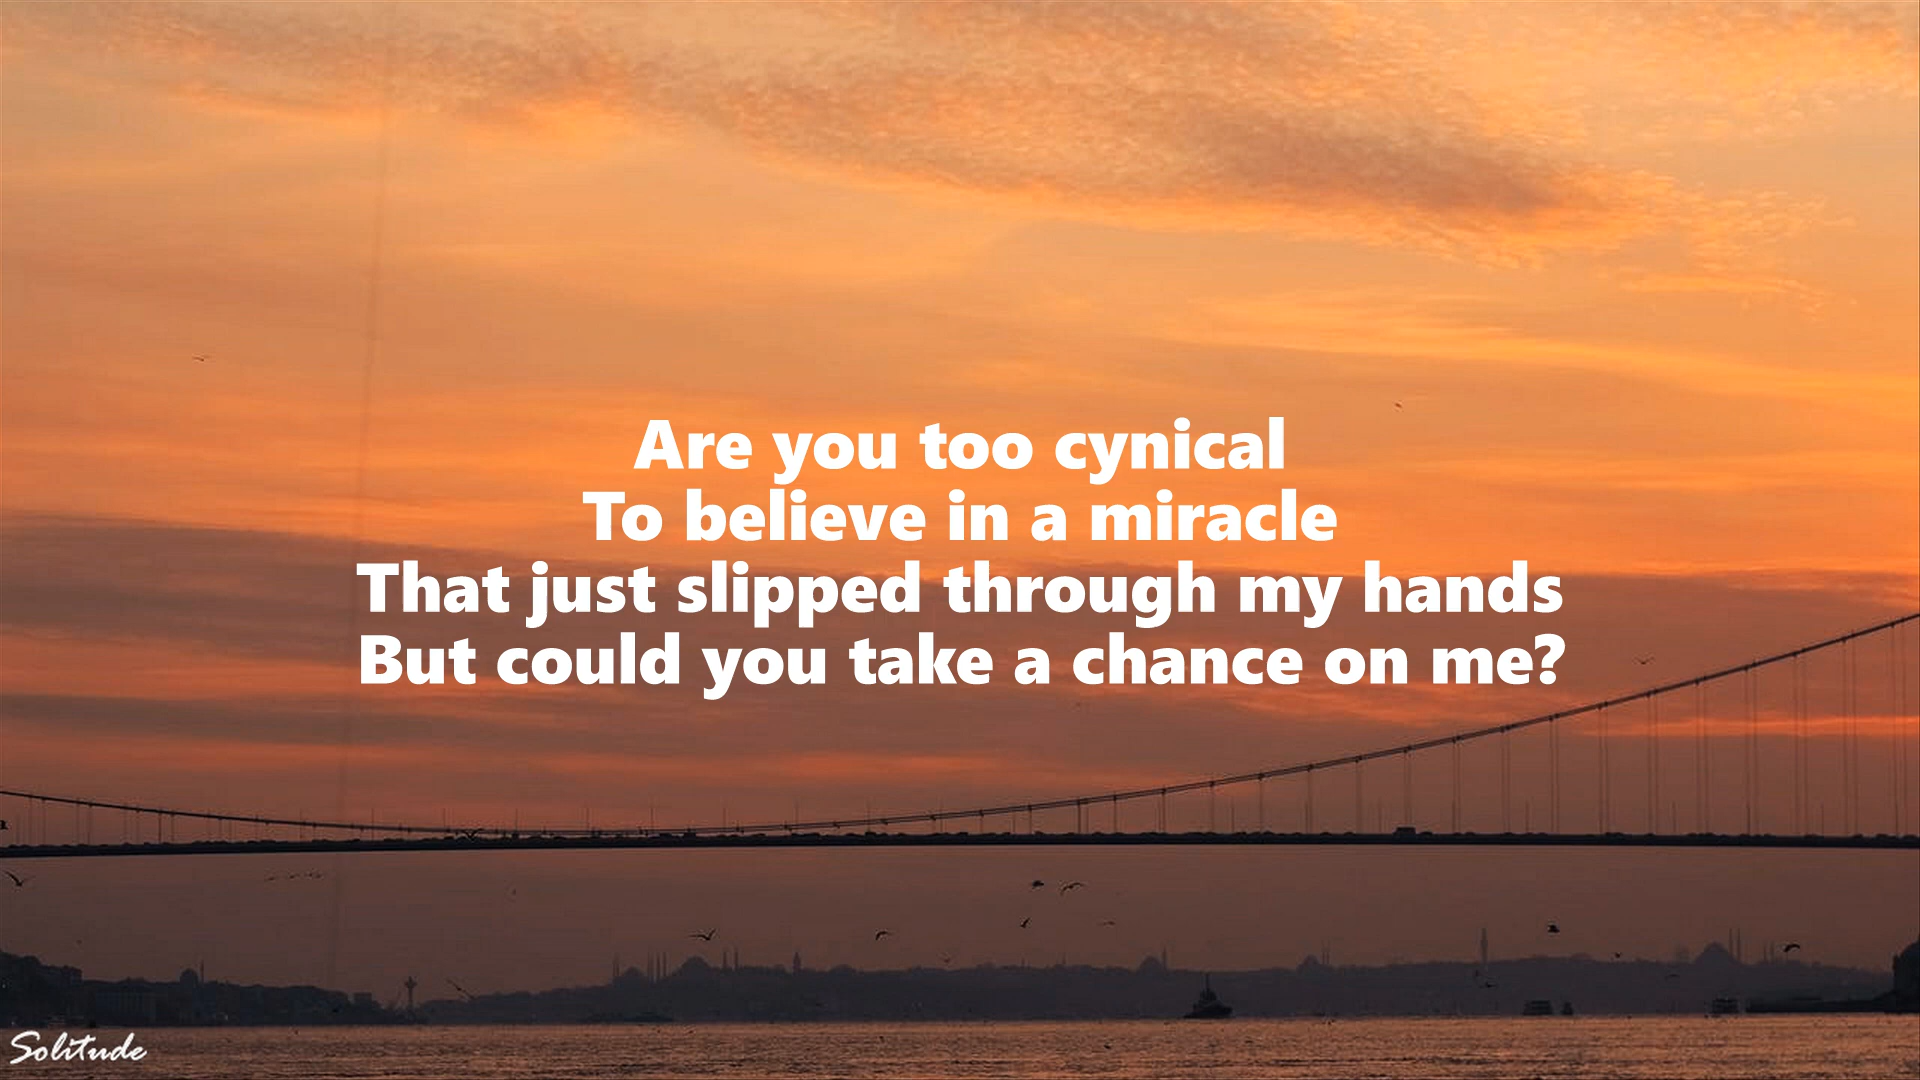 Are you too cynical
To believe in a miracle
That just slipped through my hands
But could you take a chance on me?
Solitude